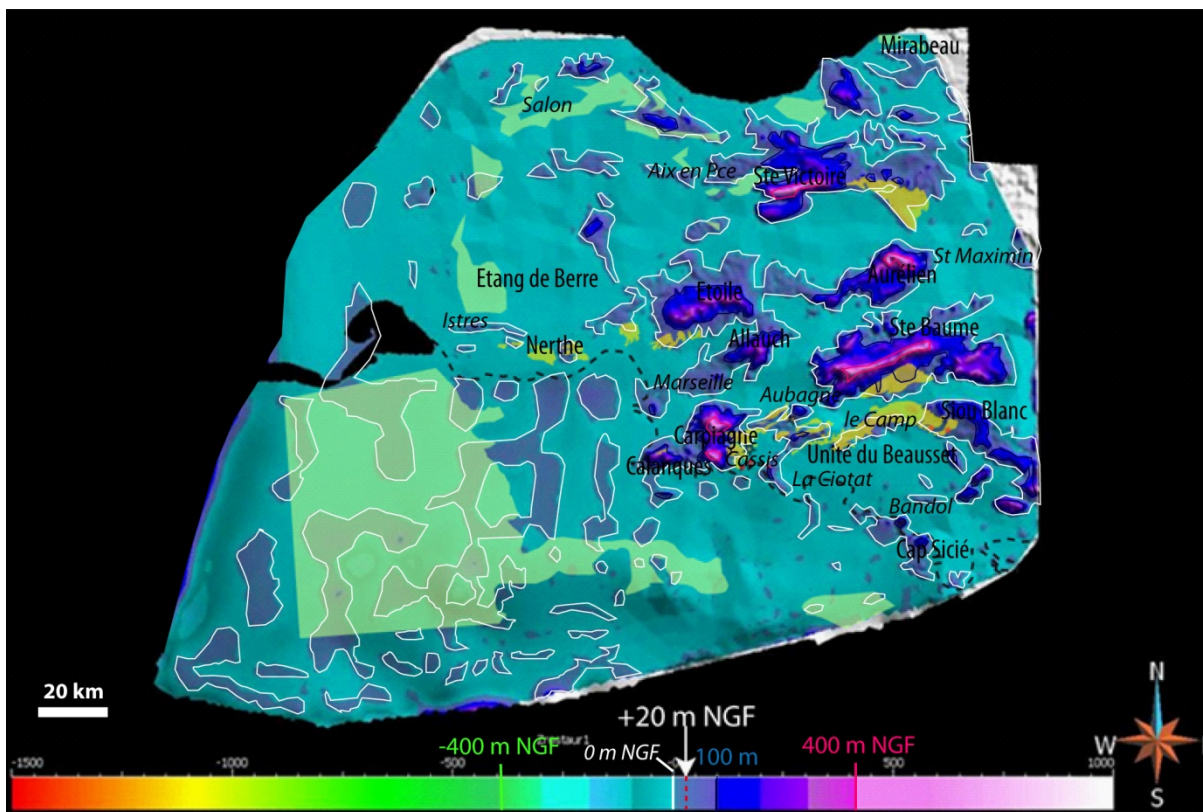 Mirabeau
Salon
Aix en Pce
Ste Victoire
St Maximin
Aurélien
Etang de Berre
Etoile
Istres
Nerthe
Allauch
Ste Baume
Marseille
Aubagne
le Camp
Siou Blanc
Carpiagne
Cassis
Unité du Beausset
Calanques
La Ciotat
Bandol
Cap Sicié
20 km
N
W
S
+20 m NGF
-400 m NGF
0 m NGF
100 m
400 m NGF
-1500
-1000
-500
1000